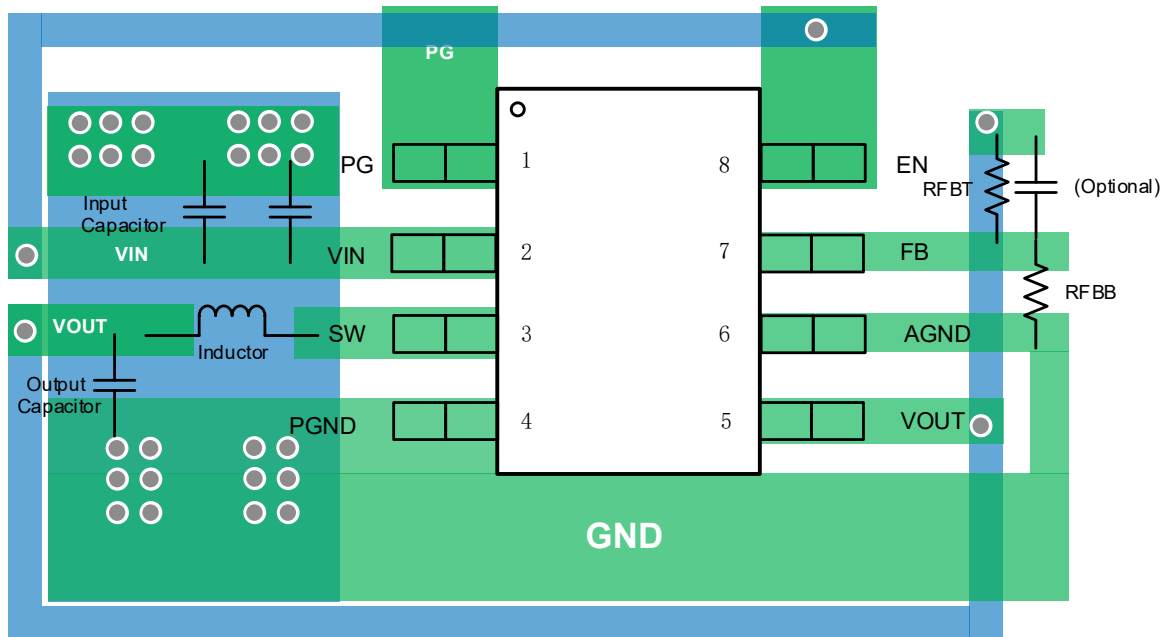 PG
PG
1
8
EN
RFBT
(Optional)
Input
Capacitor
VIN
VIN
2
7
FB
RFBB
VOUT
Inductor
SW
3
6
AGND
Output
Capacitor
PGND
4
5
VOUT
GND